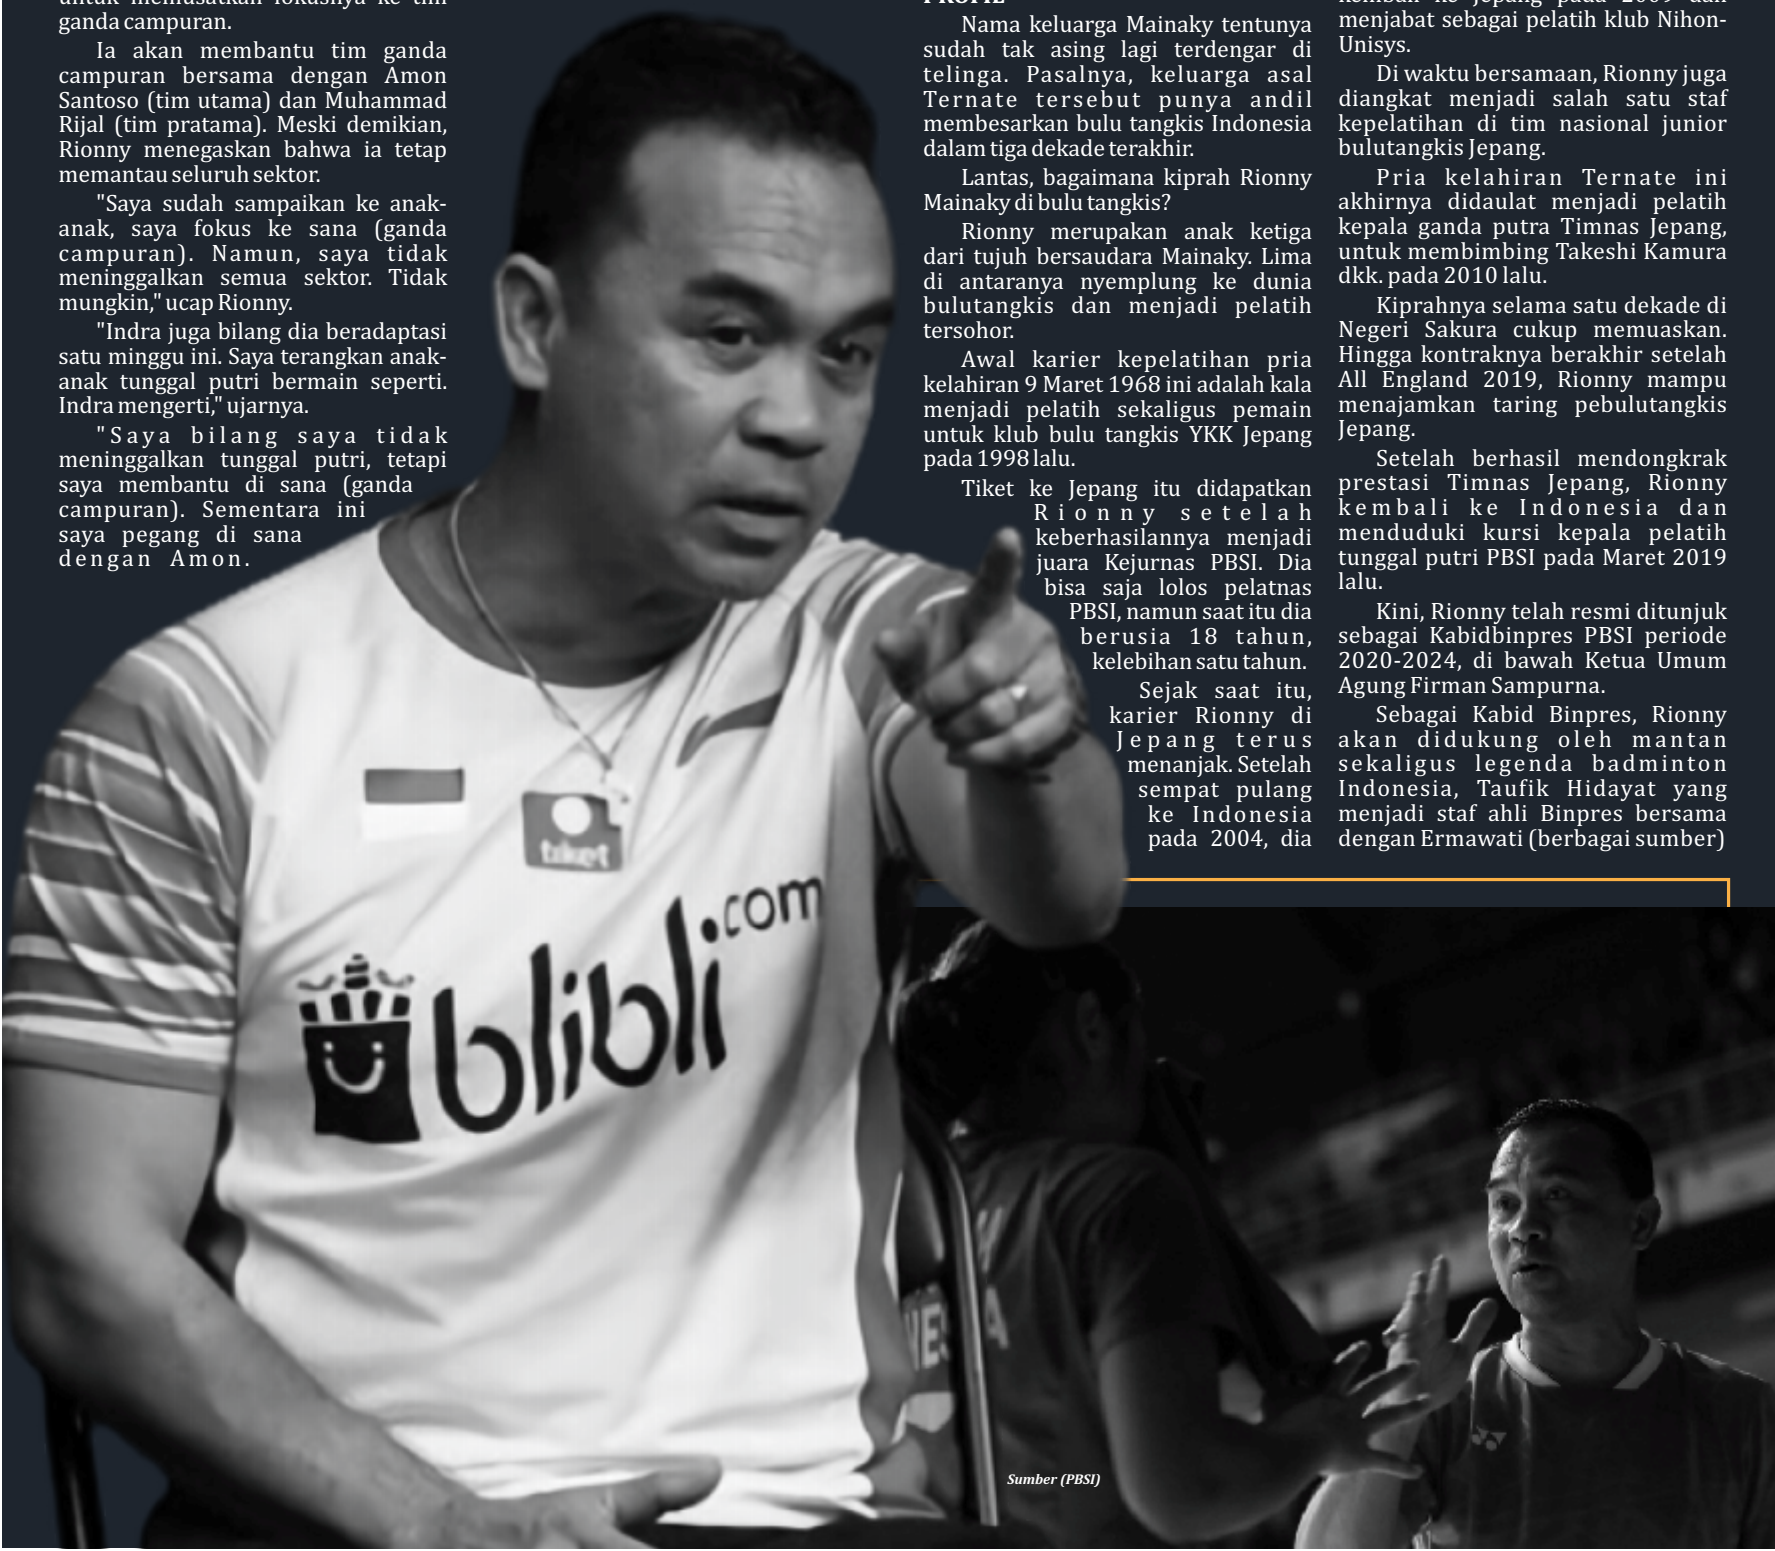 untuk memusatkan fokusnya ke tim
ganda campuran.
Ia akan membantu tim ganda
campuran bersama dengan Amon
Santoso (tim utama) dan Muhammad
Rijal (tim pratama). Meski demikian,
Rionny menegaskan bahwa ia tetap
memantau seluruh sektor.
"Saya sudah sampaikan ke anak-
anak, saya fokus ke sana (ganda
campuran). Namun, saya tidak
meninggalkan semua sektor. Tidak
mungkin," ucap Rionny.
"Indra juga bilang dia beradaptasi
satu minggu ini. Saya terangkan anak-
anak tunggal putri bermain seperti.
Indra mengerti," ujarnya.
"Saya bilang saya tidak
meninggalkan tunggal putri, tetapi
saya membantu di sana (ganda
campuran). Sementara ini
saya pegang di sana
dengan Amon.
PROFIL
Nama keluarga Mainaky tentunya
sudah tak asing lagi terdengar di
telinga. Pasalnya, keluarga asal
Ternate tersebut punya andil
membesarkan bulu tangkis Indonesia
dalam tiga dekade terakhir.
Lantas, bagaimana kiprah Rionny
Mainaky di bulu tangkis?
Rionny merupakan anak ketiga
dari tujuh bersaudara Mainaky. Lima
di antaranya nyemplung ke dunia
bulutangkis dan menjadi pelatih
tersohor.
Awal karier kepelatihan pria
kelahiran 9 Maret 1968 ini adalah kala
menjadi pelatih sekaligus pemain
untuk klub bulu tangkis YKK Jepang
pada 1998 lalu.
Tiket ke Jepang itu didapatkan
Rionny setelah
keberhasilannya menjadi
juara Kejurnas PBSI. Dia
bisa saja lolos pelatnas
PBSI, namun saat itu dia
berusia 18 tahun,
kelebihan satu tahun.
Sejak saat itu,
karier Rionny di
Jepang terus
menanjak. Setelah
sempat pulang
ke Indonesia
pada 2004, dia
kembali ke Jepang pada 2009 dan
menjabat sebagai pelatih klub Nihon-
Unisys.
Di waktu bersamaan, Rionny juga
diangkat menjadi salah satu staf
kepelatihan di tim nasional junior
bulutangkis Jepang.
Pria kelahiran Ternate ini
akhirnya didaulat menjadi pelatih
kepala ganda putra Timnas Jepang,
untuk membimbing Takeshi Kamura
dkk. pada 2010 lalu.
Kiprahnya selama satu dekade di
Negeri Sakura cukup memuaskan.
Hingga kontraknya berakhir setelah
All England 2019, Rionny mampu
menajamkan taring pebulutangkis
Jepang.
Setelah berhasil mendongkrak
prestasi Timnas Jepang, Rionny
kembali ke Indonesia dan
menduduki kursi kepala pelatih
tunggal putri PBSI pada Maret 2019
lalu.
Kini, Rionny telah resmi ditunjuk
sebagai Kabidbinpres PBSI periode
2020-2024, di bawah Ketua Umum
Agung Firman Sampurna.
Sebagai Kabid Binpres, Rionny
akan didukung oleh mantan
sekaligus legenda badminton
Indonesia, Taufik Hidayat yang
menjadi staf ahli Binpres bersama
dengan Ermawati (berbagai sumber)
tiket
blibli.com
Sumber (PBSI)